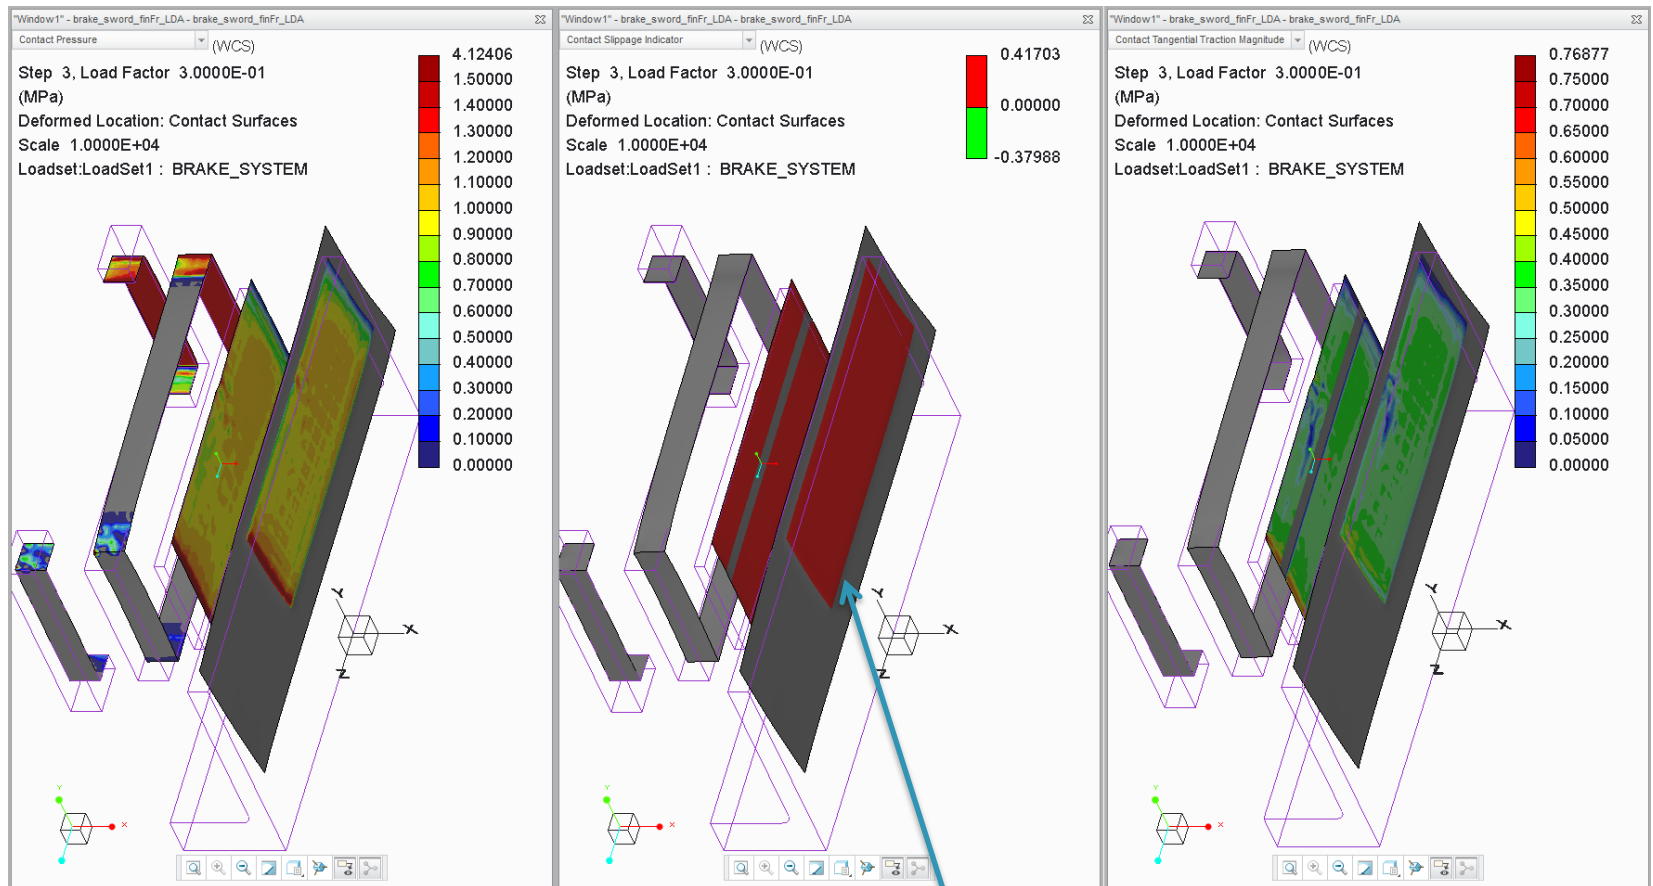 "Window1" - brake_sword_finFr_LDA - brake_sword_finFr_LDA
Contact Pressure
(WCS)
Step 3, Load Factor 3.0000E-01
(MPa)
Deformed Location: Contact Surfaces
Scale 1.0000E+04
Loadset:LoadSet1 : BRAKE_SYSTEM
4.12406
1.50000
1.40000
1.30000
1.20000
1.10000
1.00000
0.90000
0.80000
0.70000
0.60000
0.50000
0.40000
0.30000
0.20000
0.10000
0.00000
Y
X
Z
Y
X
"Window1" - brake_sword_finFr_LDA - brake_sword_finFr_LDA
Contact Slippage Indicator
(WCS)
Step 3, Load Factor 3.0000E-01
(MPa)
Deformed Location: Contact Surfaces
Scale 1.0000E+04
Loadset:LoadSet1 : BRAKE_SYSTEM
0.41703
0.00000
-0.37988
Y
X
Z
Y
X
"Window1" - brake_sword_finFr_LDA - brake_sword_finFr_LDA
Contact Tangential Traction Magnitude
(WCS)
Step 3, Load Factor 3.0000E-01
(MPa)
Deformed Location: Contact Surfaces
Scale 1.0000E+04
Loadset:LoadSet1 : BRAKE_SYSTEM
0.76877
0.75000
0.70000
0.65000
0.60000
0.55000
0.50000
0.45000
0.40000
0.35000
0.30000
0.25000
0.20000
0.15000
0.10000
0.05000
0.00000
Y
X
Z
Y
X